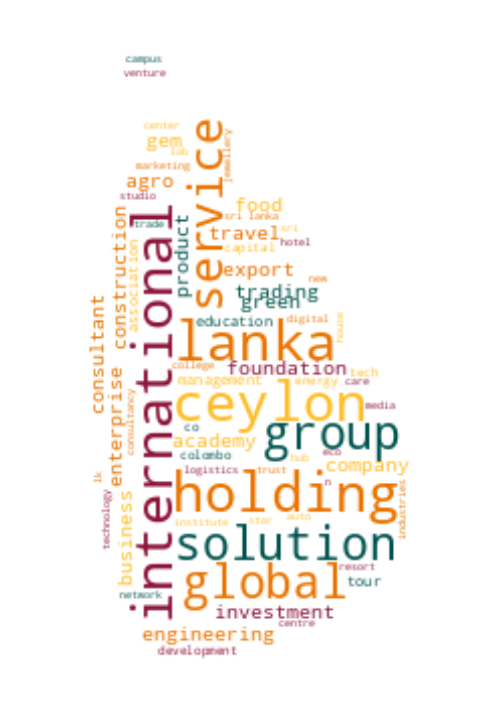 campus
venture
center
gem
lab
marketing
agro
studio
service
jewellery
international
trade
product
food
sri lanka
travel
sri
hotel
capital
construction
association
export
new
trading
green
education
digital
house
consultant
lanka
college
foundation
tech
management
energy
care
enterprise
consultancy
ceylon
media
co
group
academy
colombo
hub
eco
company
logistics
trust
lk
n
holding
industries
technology
business
institute
star
auto
solution
global
resort
tour
network
investment
centre
engineering
development